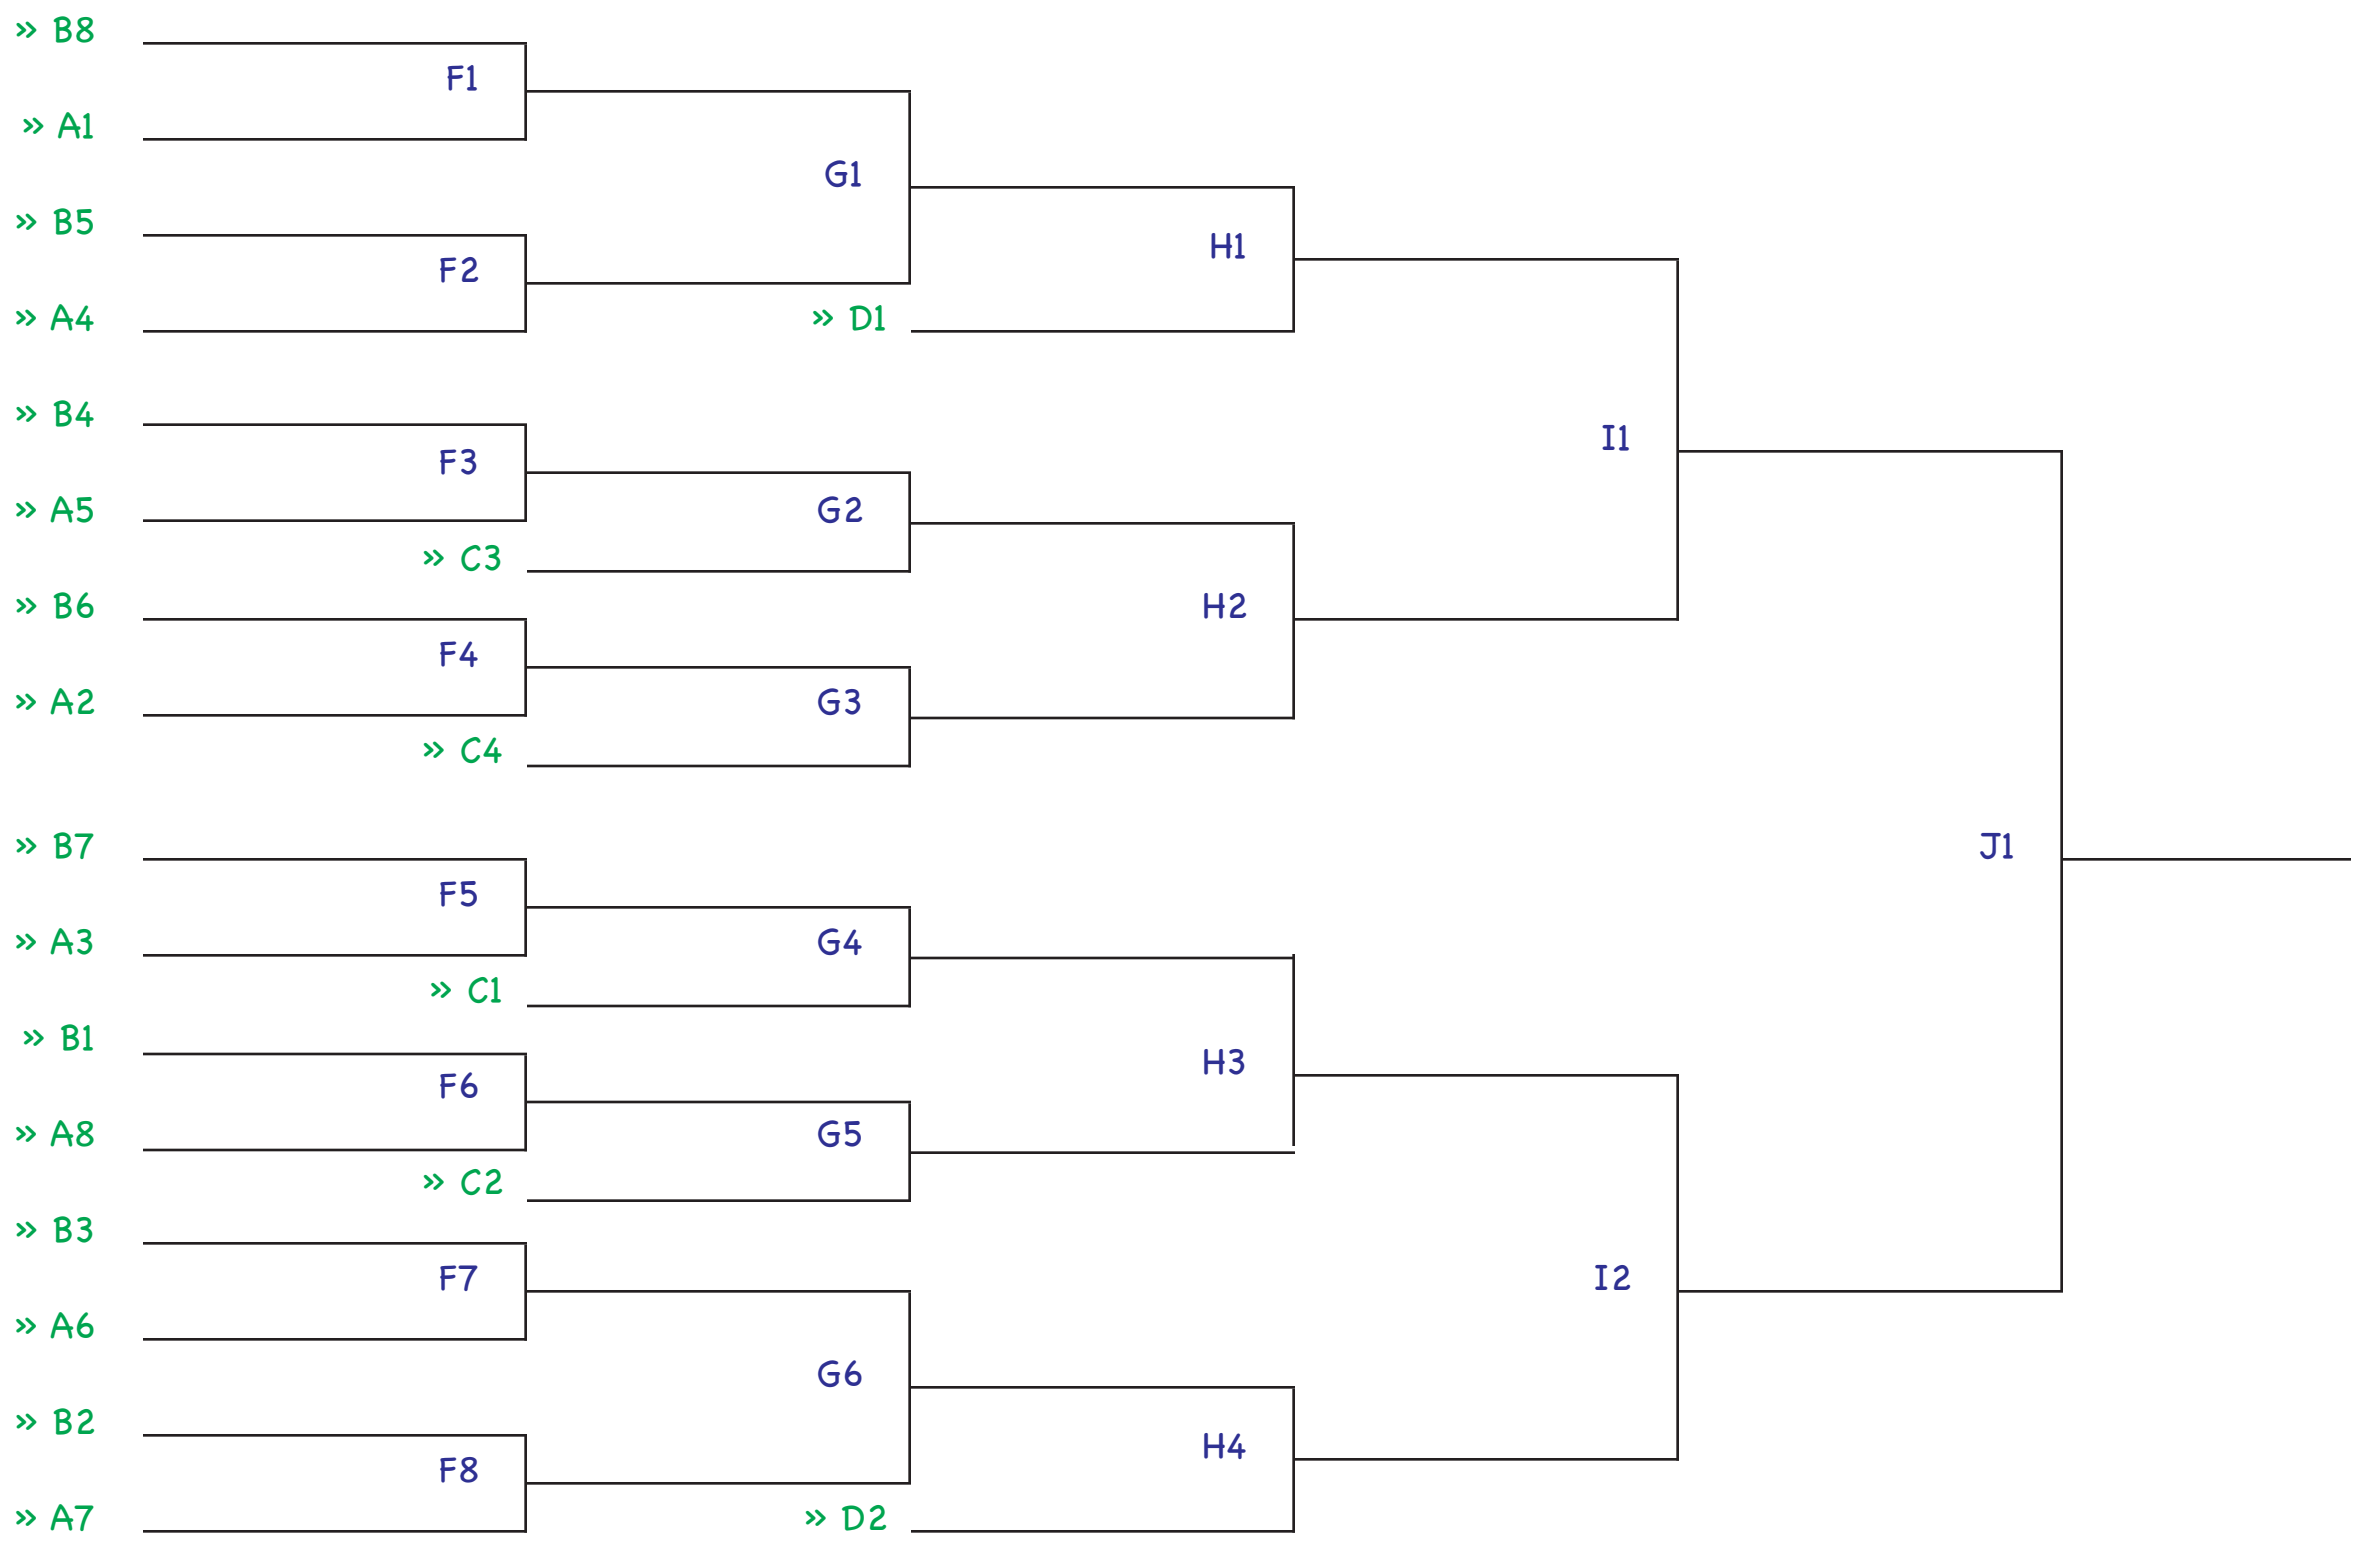 » B8
F1
» A1
G1
» B5
H1
F2
» A4
» D1
» B4
I1
F3
» A5
G2
» C3
» B6
H2
F4
» A2
G3
» C4
» B7
J1
F5
» A3
G4
» C1
» B1
H3
F6
» A8
G5
» C2
» B3
F7
I2
» A6
G6
» B2
H4
F8
» A7
» D2